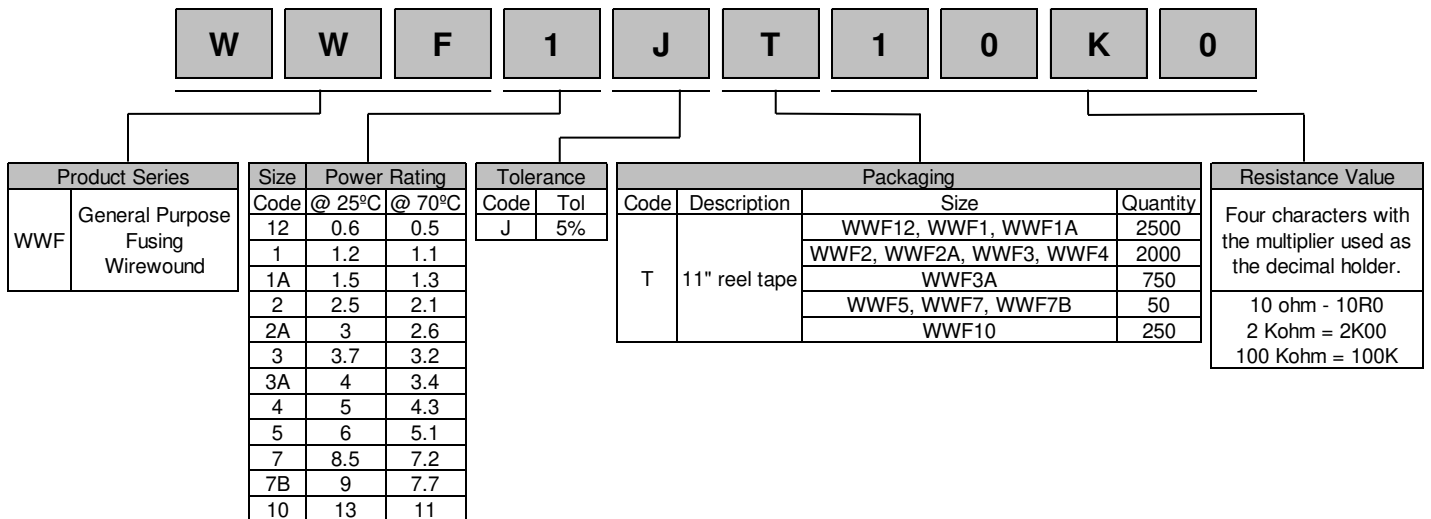 W W F 1 J T 1 0 K 0
Product Series
WWF General Purpose Fusing Wirewound
Size Power Rating
Code @ 25ºC @ 70ºC
12 0.6 0.5
1 1.2 1.1
1A 1.5 1.3
2 2.5 2.1
2A 3 2.6
3 3.7 3.2
3A 4 3.4
4 5 4.3
5 6 5.1
7 8.5 7.2
7B 9 7.7
10 13 11
Tolerance
Code Tol
J 5%
Packaging
Code Description Size Quantity
T 11" reel tape
WWF12, WWF1, WWF1A 2500
WWF2, WWF2A, WWF3, WWF4 2000
WWF3A 750
WWF5, WWF7, WWF7B 50
WWF10 250
Resistance Value
Four characters with
the multiplier used as
the decimal holder.
10 ohm - 10R0
2 Kohm = 2K00
100 Kohm = 100K